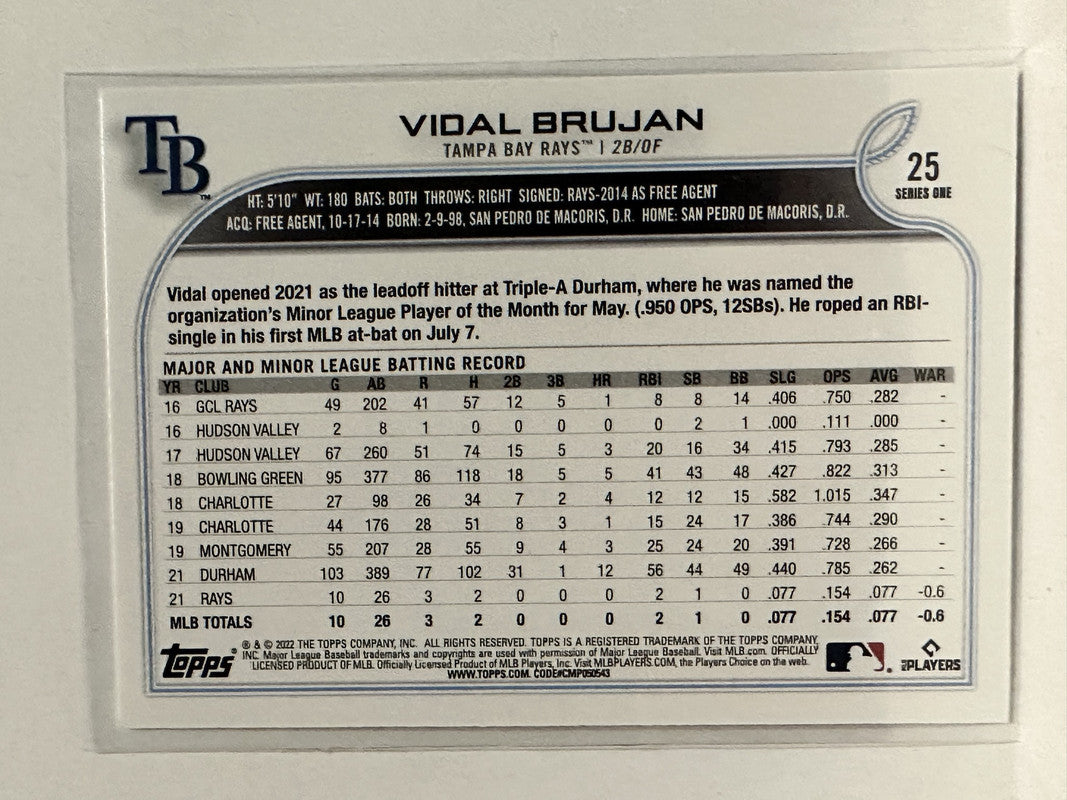 TB™
VIDAL BRUJAN
TAMPA BAY RAYS™ | 2B/OF
25
SERIES ONE
HT: 5'10" WT: 180 BATS: BOTH THROWS: RIGHT SIGNED: RAYS-2014 AS FREE AGENT
ACQ: FREE AGENT, 10-17-14 BORN: 2-9-98, SAN PEDRO DE MACORIS, D.R. HOME: SAN PEDRO DE MACORIS, D.R.
Vidal opened 2021 as the leadoff hitter at Triple-A Durham, where he was named the
organization's Minor League Player of the Month for May. (.950 OPS, 12SBs). He roped an RBI-
single in his first MLB at-bat on July 7.
MAJOR AND MINOR LEAGUE BATTING RECORD
YR CLUB G AB R H 2B 3B HR RBI SB BB SLG OPS AVG WAR
16 GCL RAYS 49 202 41 57 12 5 1 8 8 14 .406 .750 .282 -
16 HUDSON VALLEY 2 8 1 0 0 0 0 0 2 1 .000 .111 .000 -
17 HUDSON VALLEY 67 260 51 74 15 5 3 20 16 34 .415 .793 .285 -
18 BOWLING GREEN 95 377 86 118 18 5 5 41 43 48 .427 .822 .313 -
18 CHARLOTTE 27 98 26 34 7 2 4 12 12 15 .582 1.015 .347 -
19 CHARLOTTE 44 176 28 51 8 3 1 15 24 17 .386 .744 .290 -
19 MONTGOMERY 55 207 28 55 9 4 3 25 24 20 .391 .728 .266 -
21 DURHAM 103 389 77 102 31 1 12 56 44 49 .440 .785 .262 -
21 RAYS 10 26 3 2 0 0 0 2 1 0 .077 .154 .077 -0.6
MLB TOTALS 10 26 3 2 0 0 0 2 1 0 .077 .154 .077 -0.6
topps®
® & © 2022 THE TOPPS COMPANY, INC. ALL RIGHTS RESERVED. TOPPS IS A REGISTERED TRADEMARK OF THE TOPPS COMPANY,
INC. Major League Baseball trademarks and copyrights are used with permission of Major League Baseball. Visit MLB.com. OFFICIALLY
LICENSED PRODUCT OF MLB. Officially Licensed Product of MLB Players, Inc. Visit MLBPLAYERS.COM, the Players Choice on the web.
WWW.TOPPS.COM. CODE#CMP050543
PLAYERS